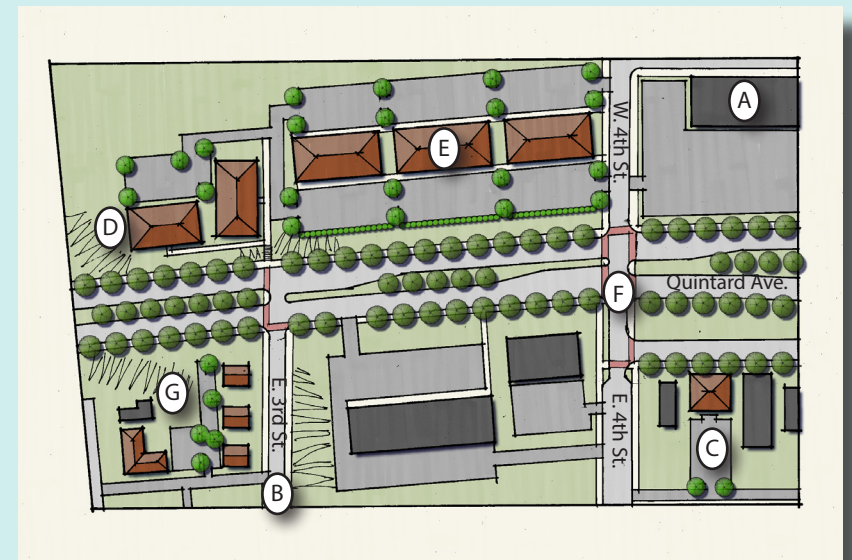 A
W. 4th St.
E
D
Quintard Ave.
F
G
E. 3rd St.
E. 4th St.
C
B